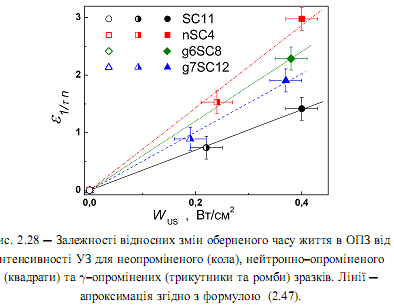 3
2
1
0
ε1/τ n
SC11
nSC4
g6SC8
g7SC12
0,0
0,2
0,4
WUS , Вт/см2
ис. 2.28 – Залежності відносних змін оберненого часу життя в ОПЗ від
нтенсивності УЗ для неопроміненого (кола), нейтронно–опроміненого
(квадрати) та γ–опромінених (трикутники та ромби) зразків. Лінії –
апроксимація згідно з формулою (2.47).